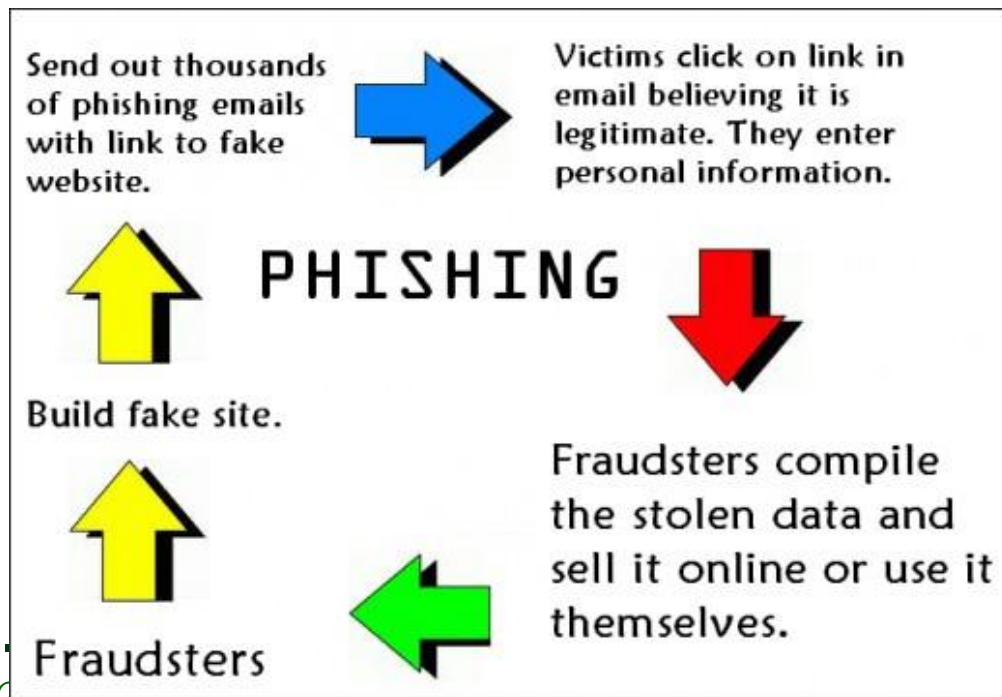 Send out thousands
of phishing emails
with link to fake
website.
Victims click on link in
email believing it is
legitimate. They enter
personal information.
PHISHING
Build fake site.
Fraudsters compile
the stolen data and
sell it online or use it
themselves.
Fraudsters